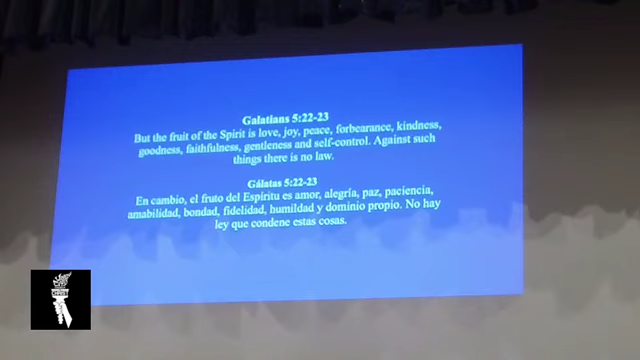 Galatians 5:22-23
But the fruit of the Spirit is love, joy, peace, forbearance, kindness,
goodness, faithfulness, gentleness and self-control. Against such
things there is no law.
Gálatas 5:22-23
En cambio, el fruto del Espíritu es amor, alegría, paz, paciencia,
amabilidad, bondad, fidelidad, humildad y dominio propio. No hay
ley que condene estas cosas.